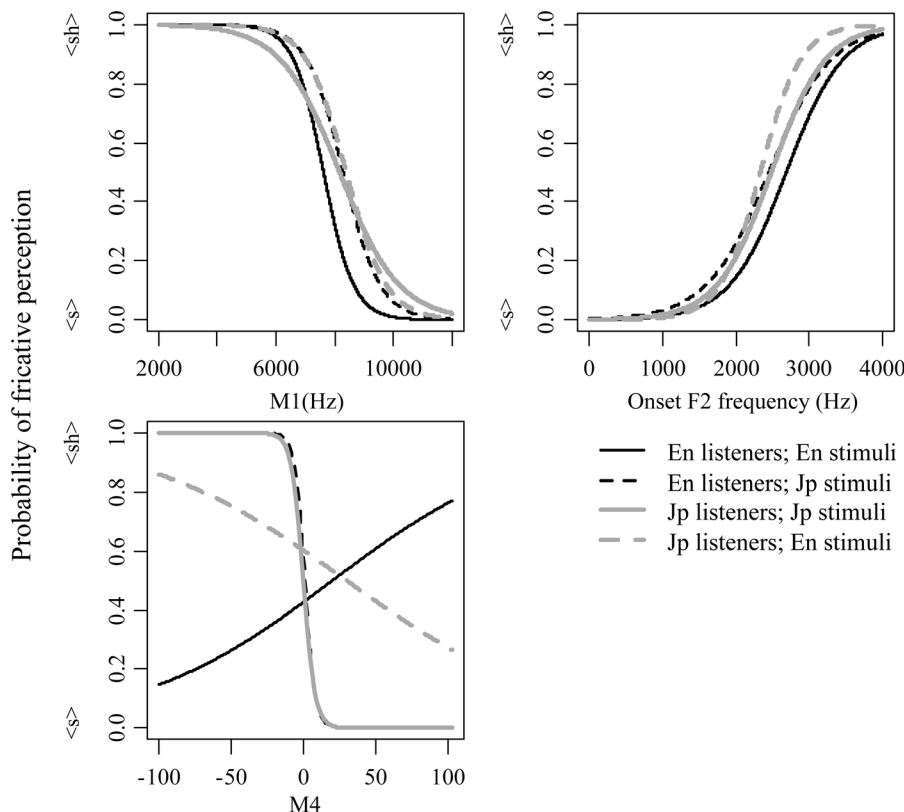 Probability of fricative perception
<sh>
<s>
1.0
0.8
0.6
0.4
0.2
0.0
2000
6000
10000
M1(Hz)
<sh>
<s>
1.0
0.8
0.6
0.4
0.2
0.0
0
1000
2000
3000
4000
Onset F2 frequency (Hz)
<sh>
<s>
1.0
0.8
0.6
0.4
0.2
0.0
-100
-50
0
50
100
M4
En listeners; En stimuli
En listeners; Jp stimuli
Jp listeners; Jp stimuli
Jp listeners; En stimuli